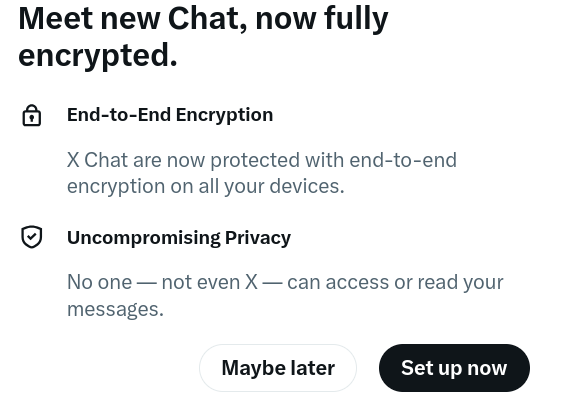 Meet new Chat, now fully
encrypted.
End-to-End Encryption
X Chat are now protected with end-to-end
encryption on all your devices.
Uncompromising Privacy
No one — not even X — can access or read your
messages.
Maybe later
Set up now